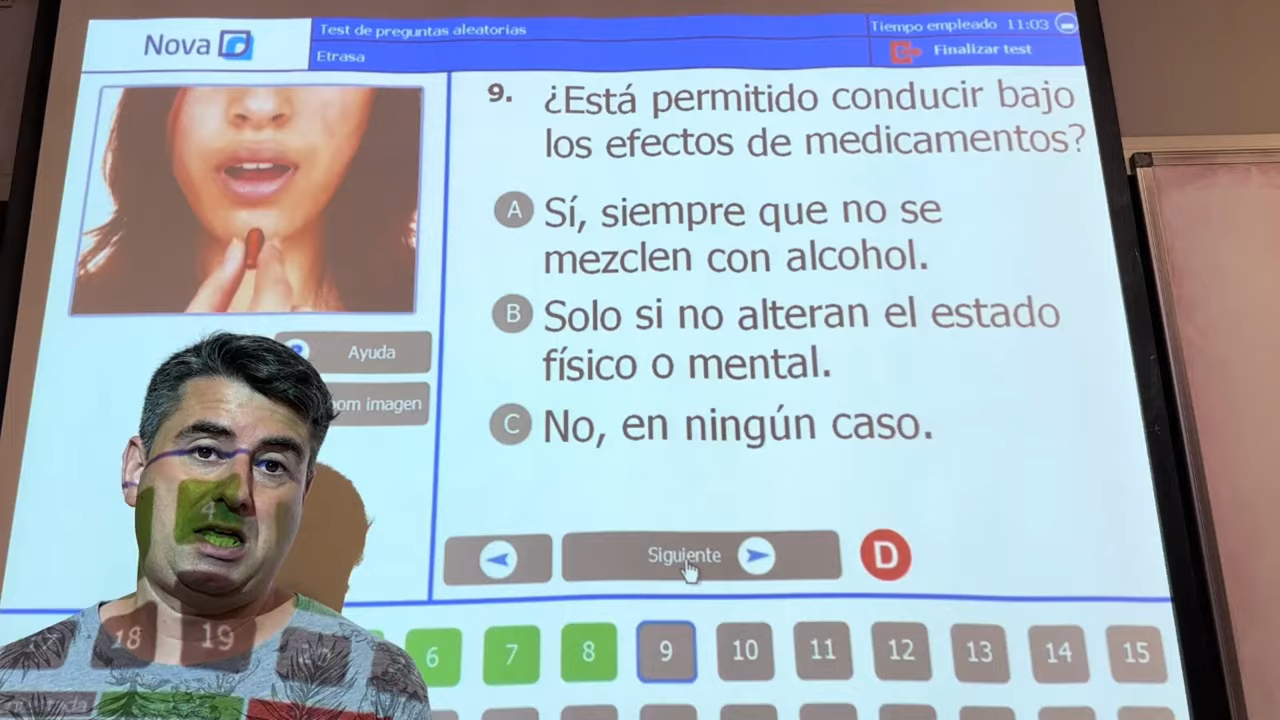 Nova
Test de preguntas aleatorias
Tiempo empleado 11:03
Etrasa
Finalizar test
9. ¿Está permitido conducir bajo
los efectos de medicamentos?
A Sí, siempre que no se
mezclen con alcohol.
B Solo si no alteran el estado
físico o mental.
C No, en ningún caso.
Ayuda
imagen
Siguiente
D
4
18 19
6 7 8 9 10 11 12 13 14 15